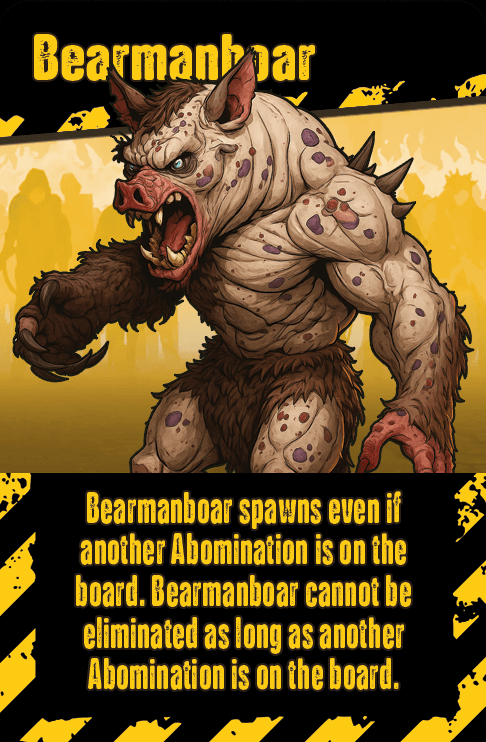 Bearmanboar
Bearmanboar spawns even if
another Abomination is on the
board. Bearmanboar cannot be
eliminated as long as another
Abomination is on the board.